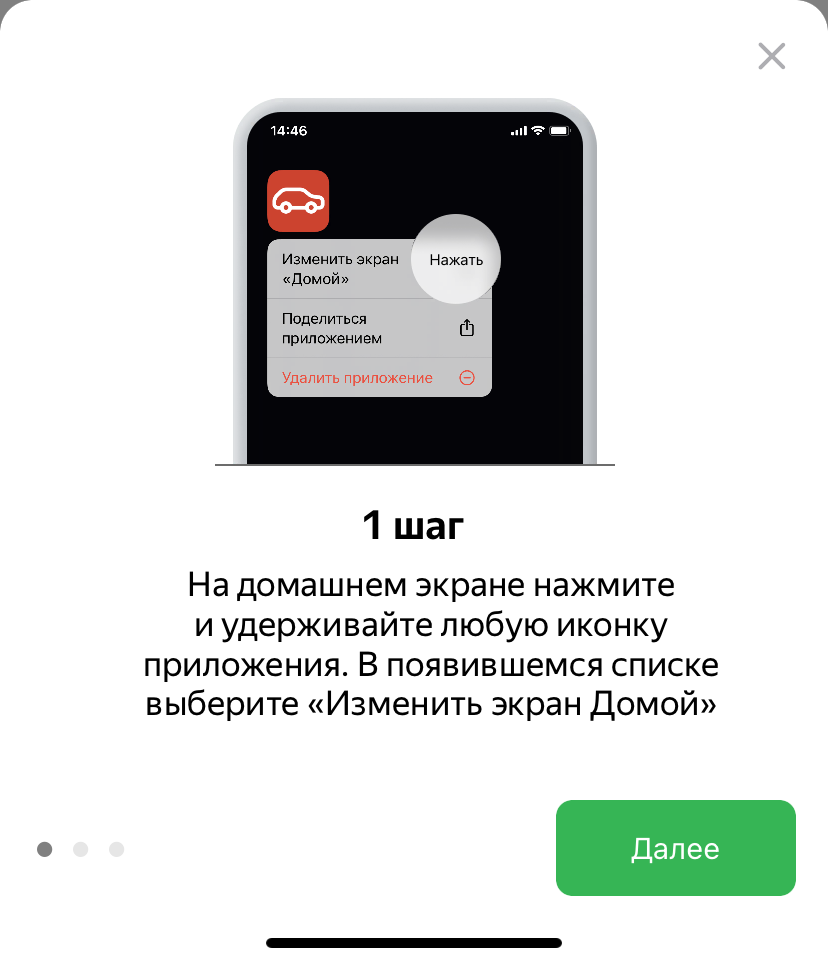 14:46
Изменить экран
«Домой»
Нажать
Поделиться
приложением
Удалить приложение
1 шаг
На домашнем экране нажмите
и удерживайте любую иконку
приложения. В появившемся списке
выберите «Изменить экран Домой»
Далее